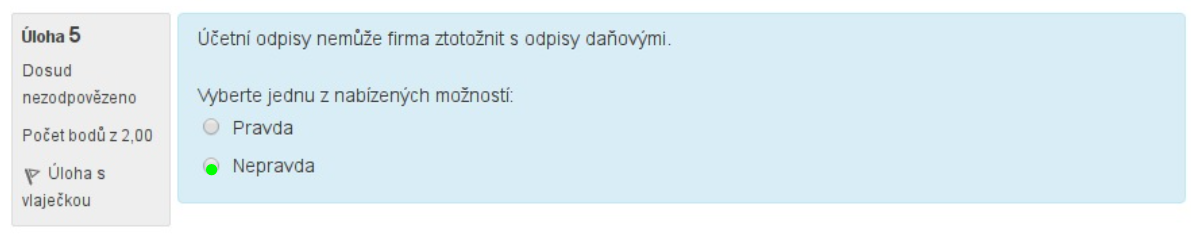 Úloha 5
Dosud
nezodpovězeno
Počet bodů z 2,00
Úloha s
vlaječkou
Účetní odpisy nemůže firma ztotožnit s odpisy daňovými.
Vyberte jednu z nabízených možností:
Pravda
Nepravda